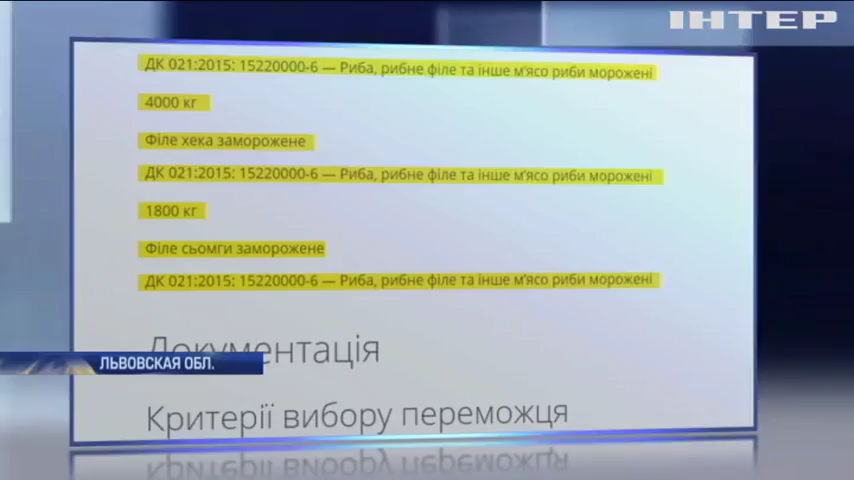 ІНТЕР
ДК 021:2015: 15220000-6 — Риба, рибне філе та інше м'ясо риби морожені
4000 кг
Філе хека заморожене
ДК 021:2015: 15220000-6 — Риба, рибне філе та інше м'ясо риби морожені
1800 кг
Філе сьомги заморожене
ДК 021:2015: 15220000-6 — Риба, рибне філе та інше м'ясо риби морожені
Документація
ЛЬВОВСКАЯ ОБЛ.
Критерії вибору переможця